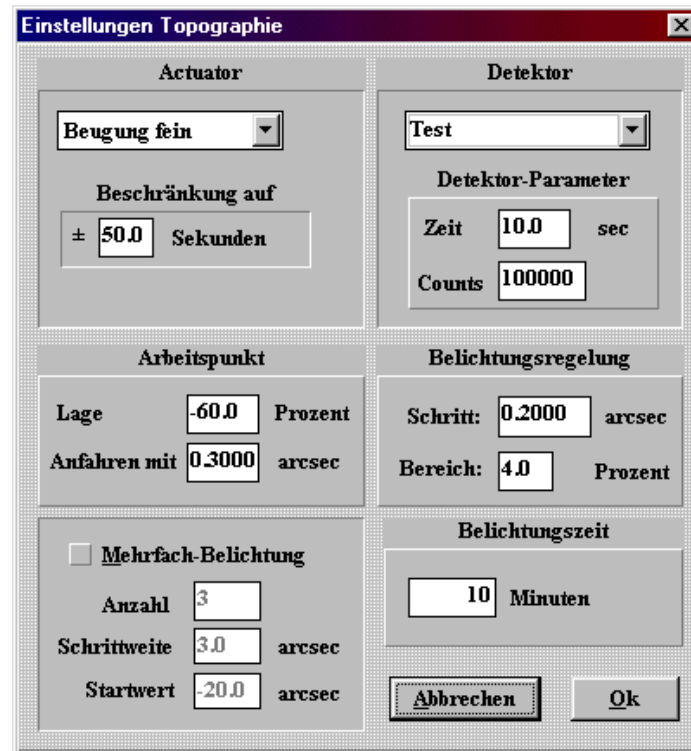 Einstellungen Topographie
Actuator
Beugung fein
Beschränkung auf
± 50.0 Sekunden
Detektor
Test
Detektor-Parameter
Zeit 10.0 sec
Counts 100000
Arbeitspunkt
Lage -60.0 Prozent
Anfahren mit 0.3000 arcsec
Belichtungsregelung
Schritt: 0.2000 arcsec
Bereich: 4.0 Prozent
Mehrfach-Belichtung
Anzahl 3
Schrittweite 3.0 arcsec
Startwert -20.0 arcsec
Belichtungszeit
10 Minuten
Abbrechen Ok